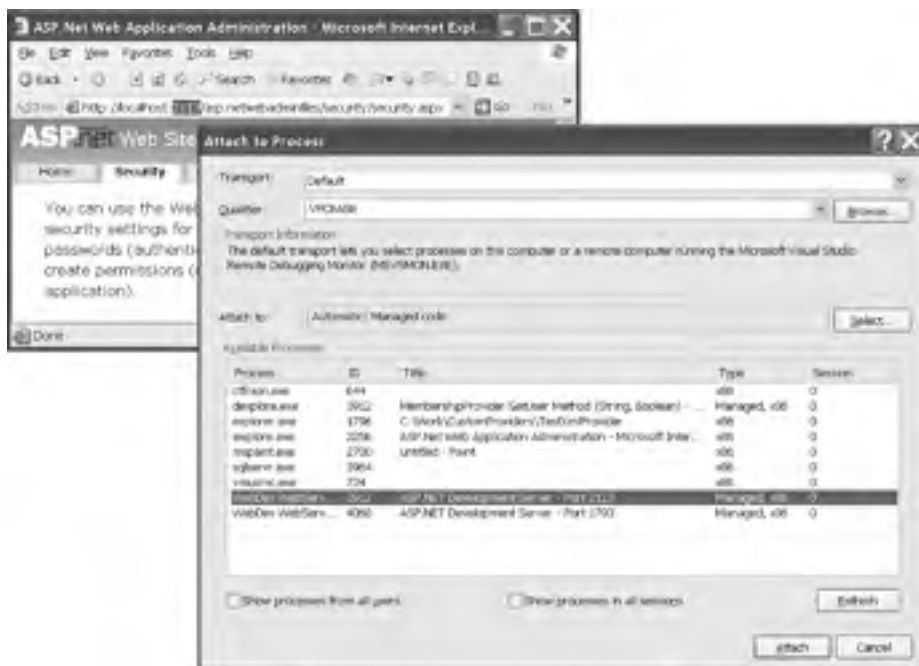 ASP.Net Web Application Administration - Microsoft Internet Expl...
File Edit View Favorites Tools Help
Back Search Favorites
Address http://localhost: /asp.netwebadminfiles/security/security.aspx Go
ASP.net Web Site
Home Security
You can use the Web
security settings for
passwords (authenti
create permissions (
application).
Done
Attach to Process
Transport: Default
Qualifier: Browse...
Transport Information
The default transport lets you select processes on this computer or a remote computer running the Microsoft Visual Studio
Remote Debugging Monitor (MSVSMON.EXE).
Attach to: Automatic: Managed code Select...
Available Processes
Process ID Title Type Session
ctfmon.exe 644 x86 0
dexplore.exe 3912 MembershipProvider.GetUser Method (String, Boolean) - ... Managed, x86 0
explorer.exe 1796 C:\Work\CustomProviders\ x86 0
iexplore.exe 2256 ASP.Net Web Application Administration - Microsoft Inter... x86 0
mspaint.exe 2700 untitled - Paint x86 0
sqlservr.exe 3964 x86 0
724 x86 0
WebDev.WebServ... ASP.NET Development Server - Port Managed, x86 0
WebDev.WebServ... 4068 ASP.NET Development Server - Port 1793 Managed, x86 0
Show processes from all users Show processes in all sessions Refresh
Attach Cancel